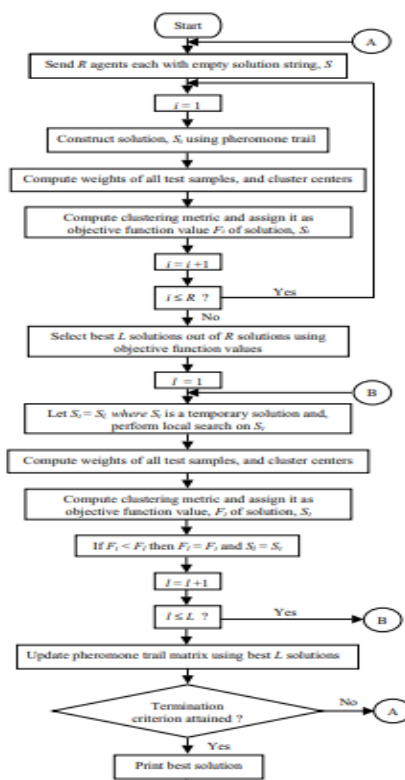 Start
A
Send R agents each with empty solution string, S
i = 1
Construct solution, Si using pheromone trail
Compute weights of all test samples, and cluster centers
Compute clustering metric and assign it as
objective function value Fi of solution, Si
i = i +1
i ≤ R ?
Yes
No
Select best L solutions out of R solutions using
objective function values
l = 1
B
Let St = Sl, where St is a temporary solution and,
perform local search on St
Compute weights of all test samples, and cluster centers
Compute clustering metric and assign it as
objective function value, Ft of solution, St
If Ft < Fl then Fl = Ft and Sl = St
l = l +1
l ≤ L ?
Yes
B
Update pheromone trail matrix using best L solutions
Termination
criterion attained ?
No
A
Yes
Print best solution